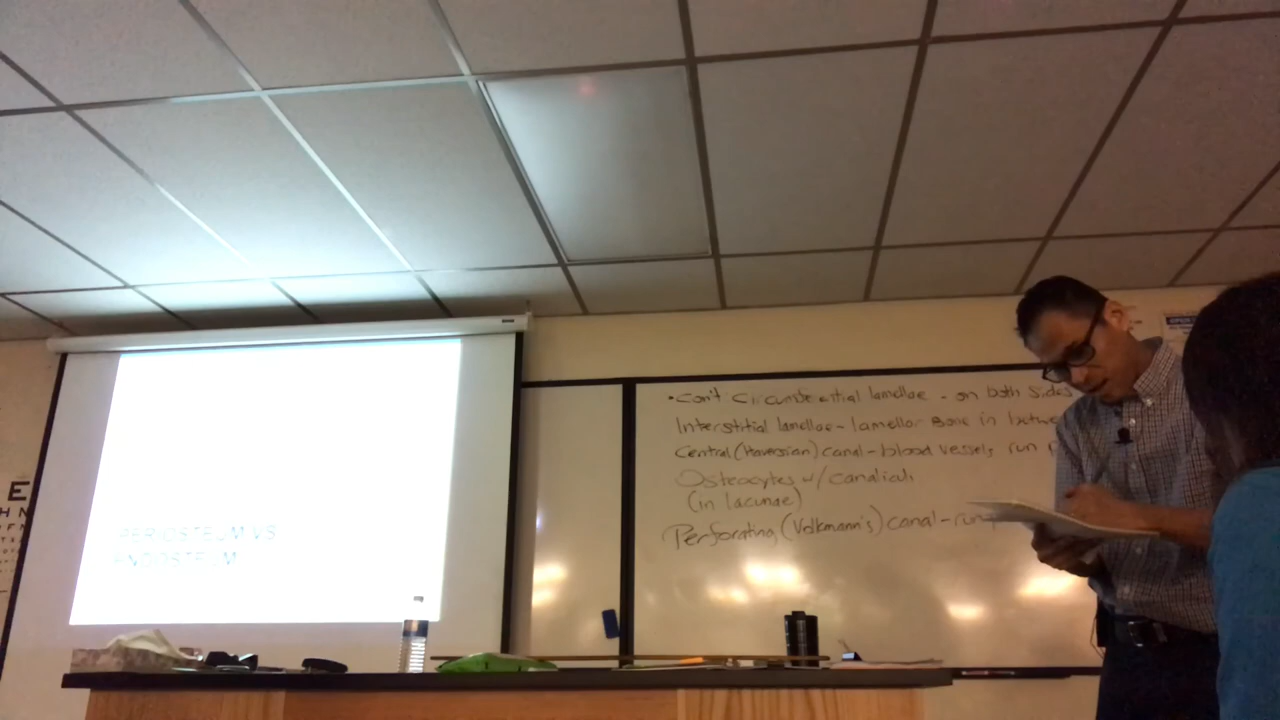 PERIOSTEUM VS
ENDOSTEUM
• Con't Circumferential lamellae - on both sides
Interstitial lamellae - lamellar Bone in betwe
Central (Haversian) canal - blood vessels run
Osteocytes w/ canaliculi
(in lacunae)
Perforating (Volkmann's) canal - run
E
H N